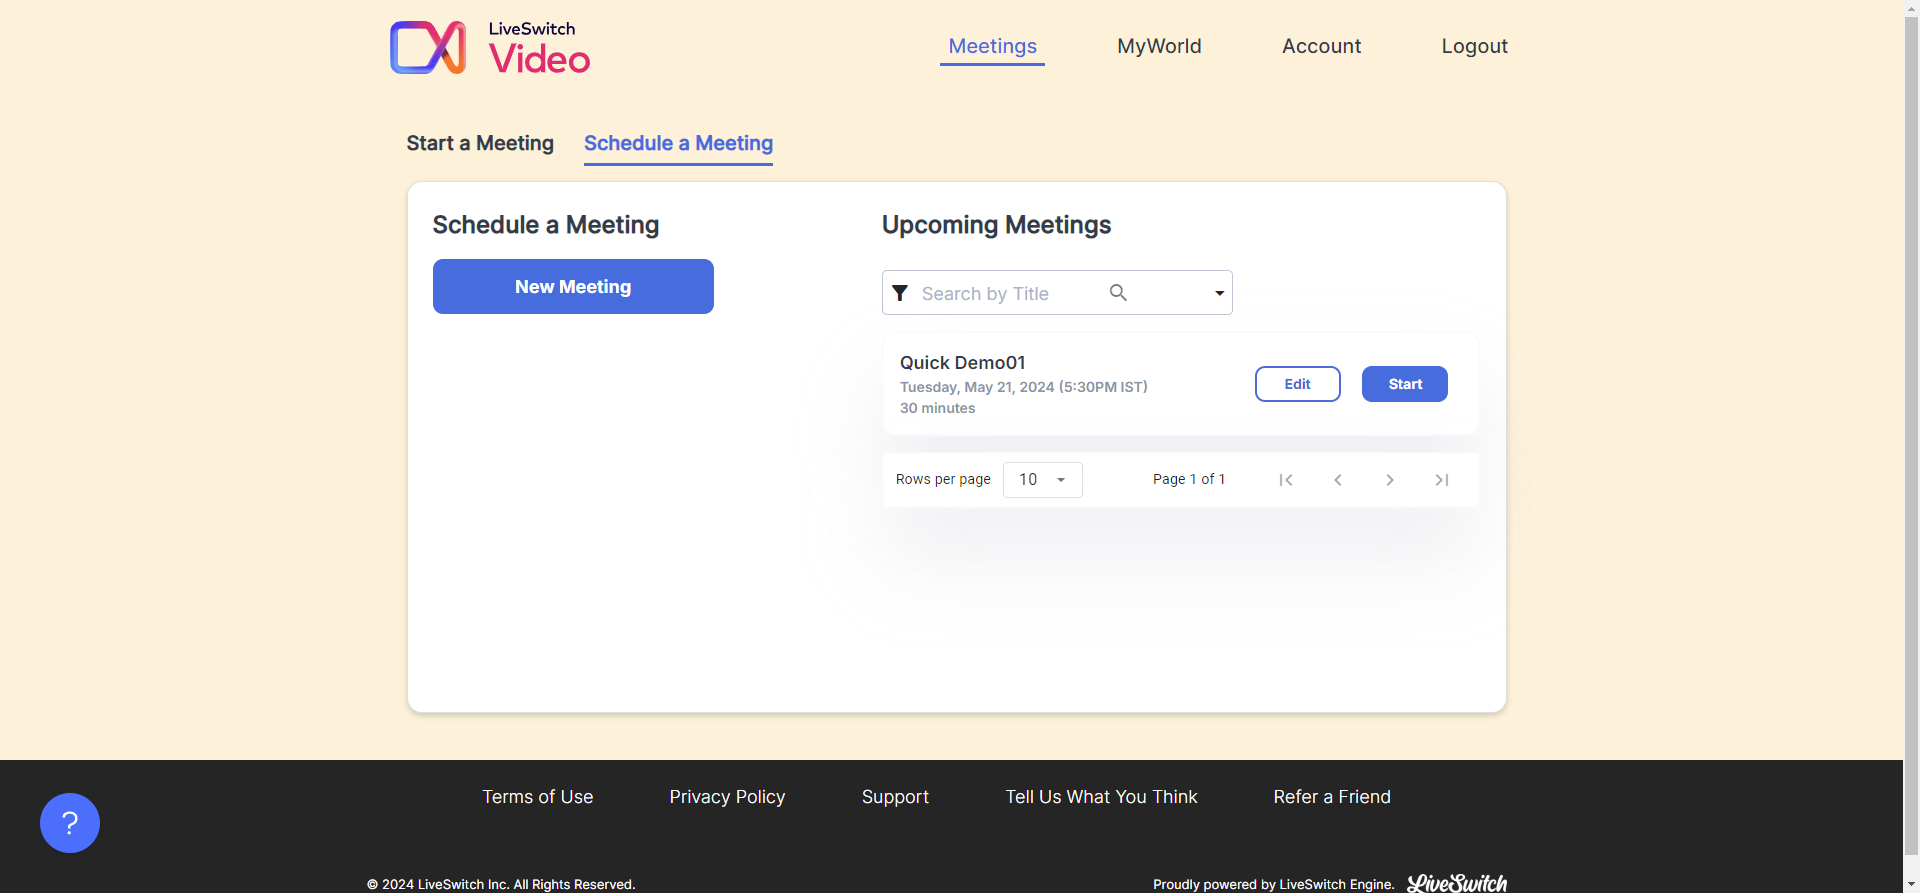 LiveSwitch
Video
Meetings
MyWorld
Account
Logout
Start a Meeting
Schedule a Meeting
Schedule a Meeting
New Meeting
Upcoming Meetings
Search by Title
Quick Demo01
Tuesday, May 21, 2024 (5:30PM IST)
30 minutes
Edit
Start
Rows per page
10
Page 1 of 1
Terms of Use
Privacy Policy
Support
Tell Us What You Think
Refer a Friend
?
© 2024 LiveSwitch Inc. All Rights Reserved.
Proudly powered by LiveSwitch Engine.
LiveSwitch